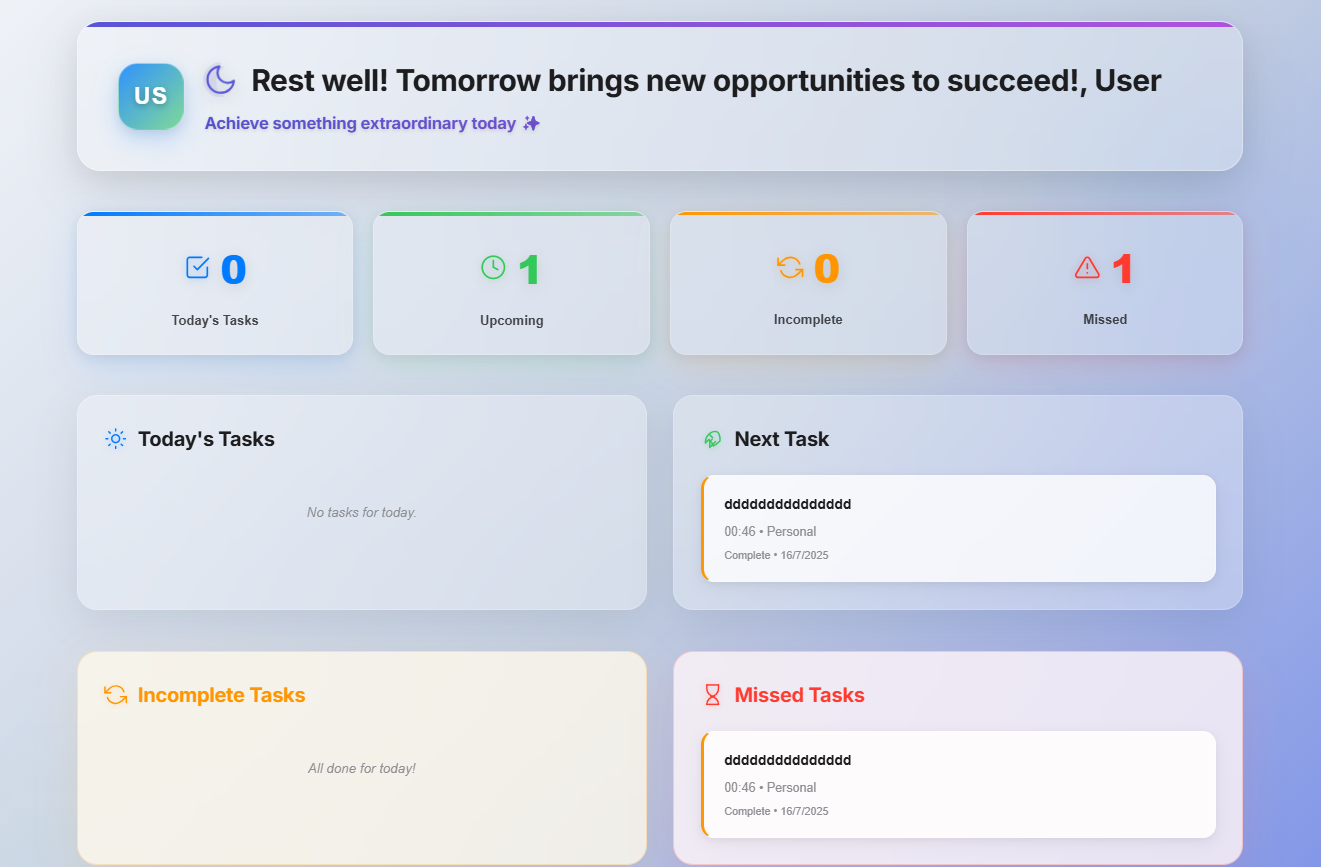 US
Rest well! Tomorrow brings new opportunities to succeed!, User
Achieve something extraordinary today ✨
0
Today's Tasks
1
Upcoming
0
Incomplete
1
Missed
Today's Tasks
No tasks for today.
Next Task
ddddddddddddddd
00:46 • Personal
Complete • 16/7/2025
Incomplete Tasks
All done for today!
Missed Tasks
ddddddddddddddd
00:46 • Personal
Complete • 16/7/2025